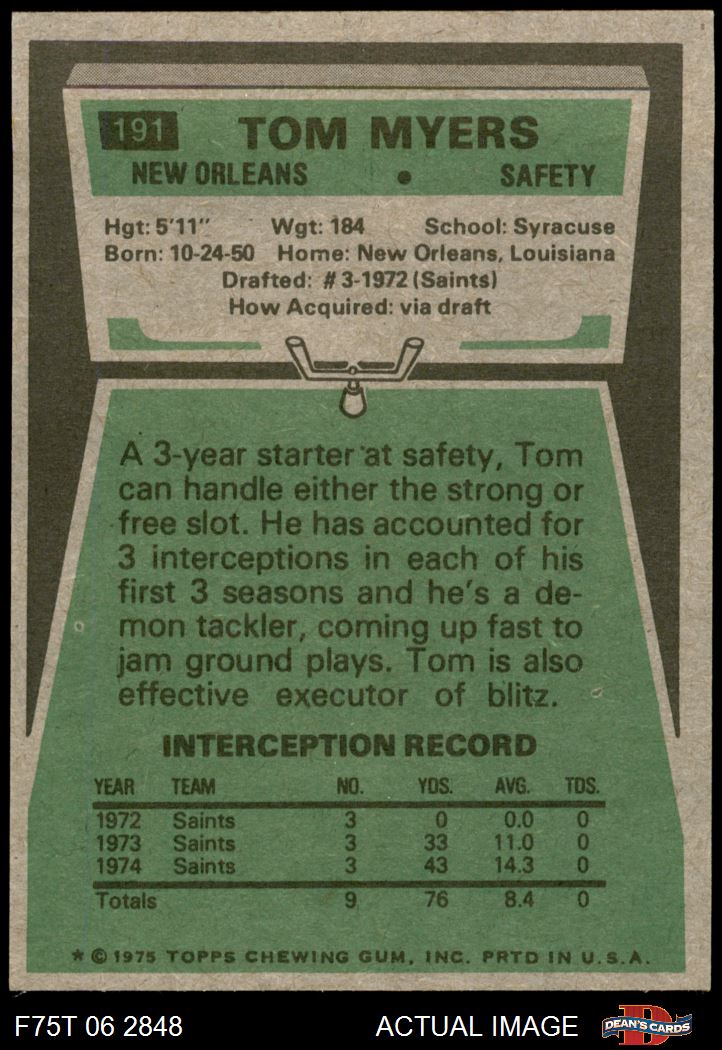 191 TOM MYERS
NEW ORLEANS • SAFETY
Hgt: 5'11" Wgt: 184 School: Syracuse
Born: 10-24-50 Home: New Orleans, Louisiana
Drafted: #3-1972 (Saints)
How Acquired: via draft
A 3-year starter at safety, Tom
can handle either the strong or
free slot. He has accounted for
3 interceptions in each of his
first 3 seasons and he's a de-
mon tackler, coming up fast to
jam ground plays. Tom is also
effective executor of blitz.
INTERCEPTION RECORD
YEAR TEAM NO. YDS. AVG. TDS.
1972 Saints 3 0 0.0 0
1973 Saints 3 33 11.0 0
1974 Saints 3 43 14.3 0
Totals 9 76 8.4 0
* © 1975 TOPPS CHEWING GUM, INC. PRTD IN U.S.A.
F75T 06 2848 ACTUAL IMAGE D DEAN'S CARDS